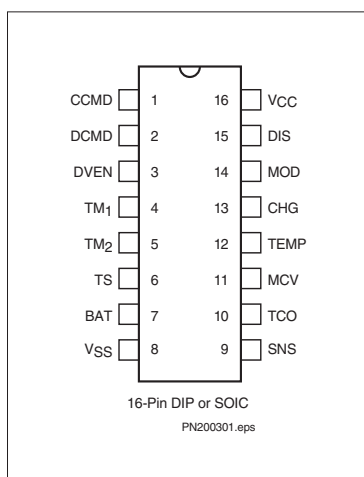 CCMD 1 16 VCC
DCMD 2 15 DIS
DVEN 3 14 MOD
TM1 4 13 CHG
TM2 5 12 TEMP
TS 6 11 MCV
BAT 7 10 TCO
VSS 8 9 SNS
16-Pin DIP or SOIC
PN200301.eps